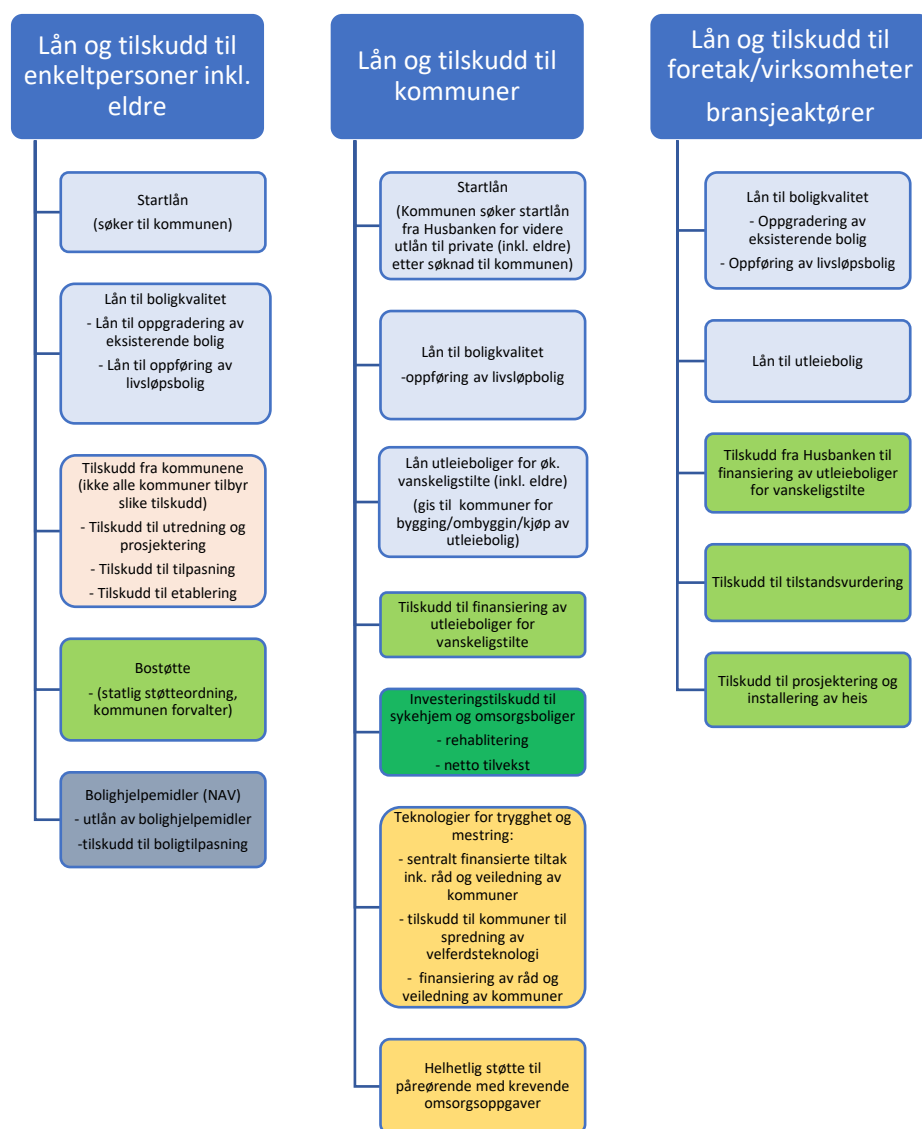 Lån og tilskudd til
enkeltpersoner inkl.
eldre
Startlån
(søker til kommunen)
Lån til boligkvalitet
- Lån til oppgradering av
eksisterende bolig
- Lån til oppføring av
livsløpsbolig
Tilskudd fra kommunene
(ikke alle kommuner tilbyr
slike tilskudd)
- Tilskudd til utredning og
prosjektering
- Tilskudd til tilpasning
- Tilskudd til etablering
Bostøtte
- (statlig støtteordning,
kommunen forvalter)
Bolighjelpemidler (NAV)
- utlån av bolighjelpemidler
-tilskudd til boligtilpasning
Lån og tilskudd til
kommuner
Startlån
(Kommunen søker startlån
fra Husbanken for videre
utlån til private (inkl. eldre)
etter søknad til kommunen)
Lån til boligkvalitet
-oppføring av livsløpbolig
Lån utleieboliger for øk.
vanskeligstilte (inkl. eldre)
(gis til kommuner for
bygging/ombyggin/kjøp av
utleiebolig)
Tilskudd til finansiering av
utleieboliger for
vanskeligstilte
Investeringstilskudd til
sykehjem og omsorgsboliger
- rehablitering
- netto tilvekst
Teknologier for trygghet og
mestring:
- sentralt finansierte tiltak
ink. råd og veiledning av
kommuner
- tilskudd til kommuner til
spredning av
velferdsteknologi
- finansiering av råd og
veiledning av kommuner
Helhetlig støtte til
påreørende med krevende
omsorgsoppgaver
Lån og tilskudd til
foretak/virksomheter
bransjeaktører
Lån til boligkvalitet
- Oppgradering av
eksisterende bolig
- Oppføring av livsløpsbolig
Lån til utleiebolig
Tilskudd fra Husbanken til
finansiering av utleieboliger
for vanskeligstilte
Tilskudd til tilstandsvurdering
Tilskudd til prosjektering og
installering av heis